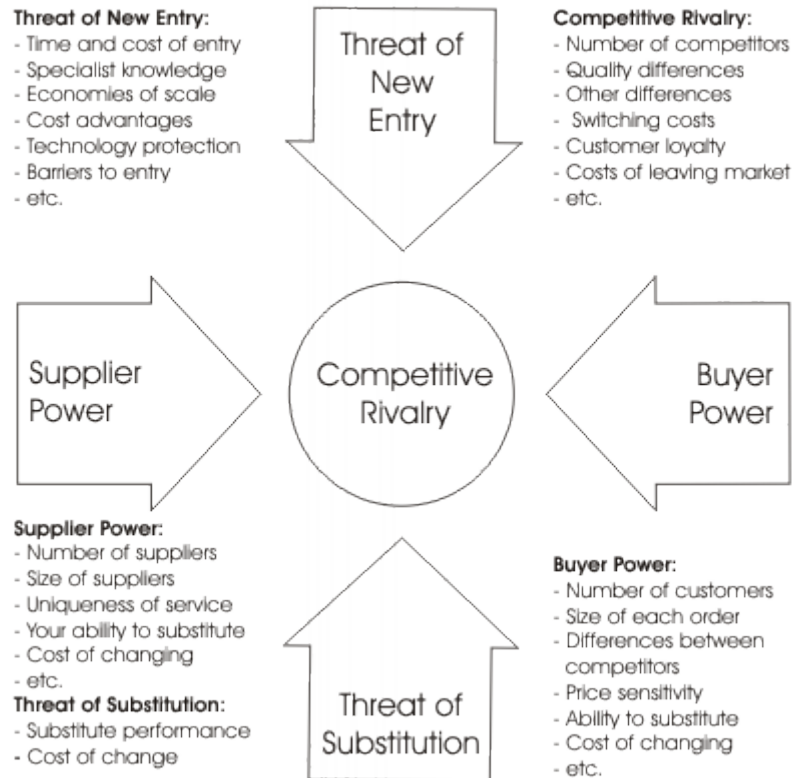 Threat of New Entry:
- Time and cost of entry
- Specialist knowledge
- Economies of scale
- Cost advantages
- Technology protection
- Barriers to entry
- etc.
Threat of
New
Entry
Competitive Rivalry:
- Number of competitors
- Quality differences
- Other differences
- Switching costs
- Customer loyalty
- Costs of leaving market
- etc.
Supplier
Power
Competitive
Rivalry
Buyer
Power
Supplier Power:
- Number of suppliers
- Size of suppliers
- Uniqueness of service
- Your ability to substitute
- Cost of changing
- etc.
Threat of Substitution:
- Substitute performance
- Cost of change
Threat of
Substitution
Buyer Power:
- Number of customers
- Size of each order
- Differences between
competitors
- Price sensitivity
- Ability to substitute
- Cost of changing
- etc.